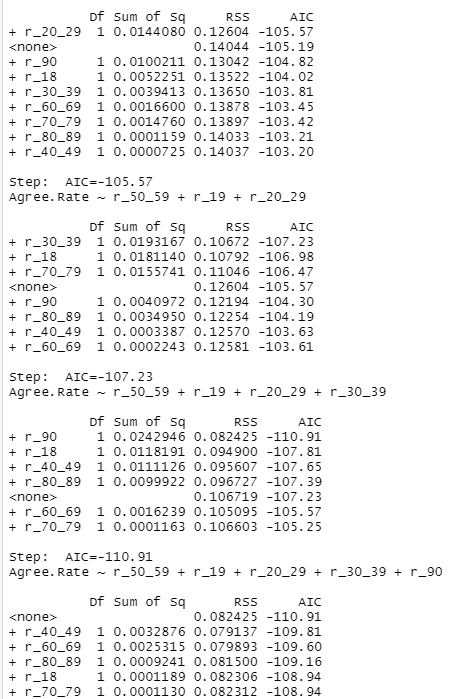 Df Sum of Sq RSS AIC
+ r_20_29 1 0.0144080 0.12604 -105.57
<none> 0.14044 -105.19
+ r_90 1 0.0100211 0.13042 -104.82
+ r_18 1 0.0052251 0.13522 -104.02
+ r_30_39 1 0.0039413 0.13650 -103.81
+ r_60_69 1 0.0016600 0.13878 -103.45
+ r_70_79 1 0.0014760 0.13897 -103.42
+ r_80_89 1 0.0001159 0.14033 -103.21
+ r_40_49 1 0.0000725 0.14037 -103.20
Step: AIC=-105.57
Agree.Rate ~ r_50_59 + r_19 + r_20_29
Df Sum of Sq RSS AIC
+ r_30_39 1 0.0193167 0.10672 -107.23
+ r_18 1 0.0181140 0.10792 -106.98
+ r_70_79 1 0.0155741 0.11046 -106.47
<none> 0.12604 -105.57
+ r_90 1 0.0040972 0.12194 -104.30
+ r_80_89 1 0.0034950 0.12254 -104.19
+ r_40_49 1 0.0003387 0.12570 -103.63
+ r_60_69 1 0.0002243 0.12581 -103.61
Step: AIC=-107.23
Agree.Rate ~ r_50_59 + r_19 + r_20_29 + r_30_39
Df Sum of Sq RSS AIC
+ r_90 1 0.0242946 0.082425 -110.91
+ r_18 1 0.0118191 0.094900 -107.81
+ r_40_49 1 0.0111126 0.095607 -107.65
+ r_80_89 1 0.0099922 0.096727 -107.39
<none> 0.106719 -107.23
+ r_60_69 1 0.0016239 0.105095 -105.57
+ r_70_79 1 0.0001163 0.106603 -105.25
Step: AIC=-110.91
Agree.Rate ~ r_50_59 + r_19 + r_20_29 + r_30_39 + r_90
Df Sum of Sq RSS AIC
<none> 0.082425 -110.91
+ r_40_49 1 0.0032876 0.079137 -109.81
+ r_60_69 1 0.0025315 0.079893 -109.60
+ r_80_89 1 0.0009241 0.081500 -109.16
+ r_18 1 0.0001189 0.082306 -108.94
+ r_70_79 1 0.0001130 0.082312 -108.94